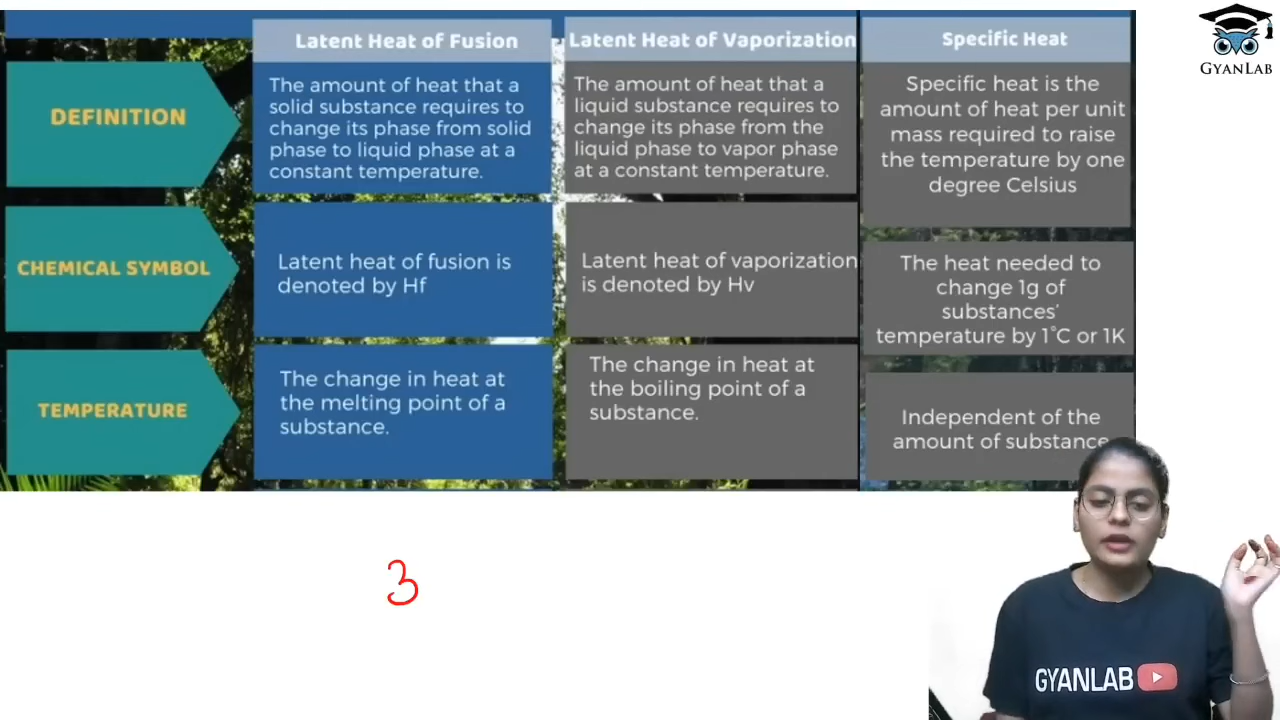 Latent Heat of Fusion
Latent Heat of Vaporization
Specific Heat
GYANLAB
DEFINITION
The amount of heat that a
solid substance requires to
change its phase from solid
phase to liquid phase at a
constant temperature.
The amount of heat that a
liquid substance requires to
change its phase from the
liquid phase to vapor phase
at a constant temperature.
Specific heat is the
amount of heat per unit
mass required to raise
the temperature by one
degree Celsius
CHEMICAL SYMBOL
Latent heat of fusion is
denoted by Hf
Latent heat of vaporization
is denoted by Hv
The heat needed to
change 1g of
substances'
temperature by 1°C or 1K
TEMPERATURE
The change in heat at
the melting point of a
substance.
The change in heat at
the boiling point of a
substance.
Independent of the
amount of substance
3
GYANLAB